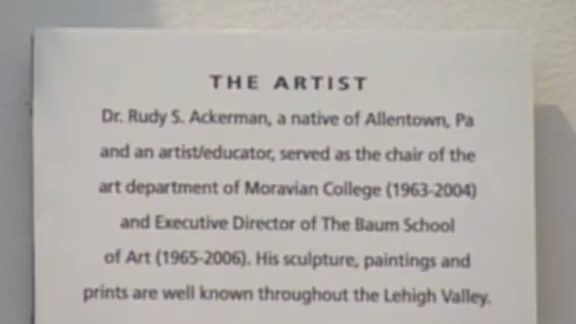 THE ARTIST
Dr. Rudy S. Ackerman, a native of Allentown, Pa
and an artist/educator, served as the chair of the
art department of Moravian College (1963-2004)
and Executive Director of The Baum School
of Art (1965-2006). His sculpture, paintings and
prints are well known throughout the Lehigh Valley.